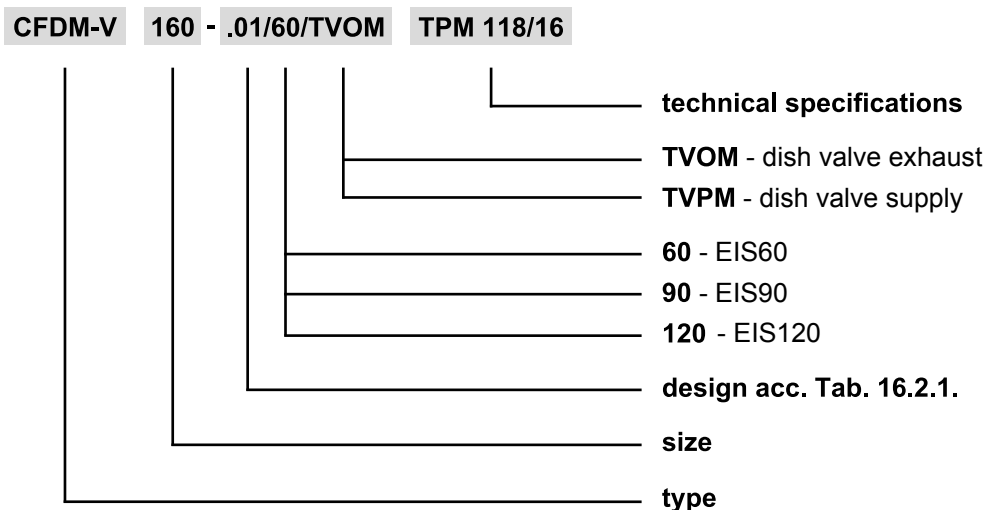 CFDM-V 160 - .01/60/TVOM TPM 118/16
technical specifications
TVOM - dish valve exhaust
TVPM - dish valve supply
60 - EIS60
90 - EIS90
120 - EIS120
design acc. Tab. 16.2.1.
size
type